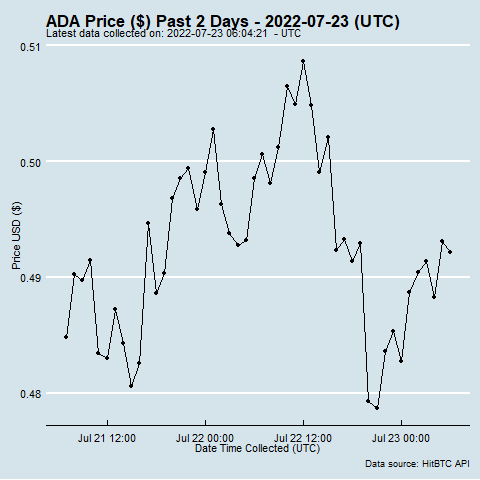 ADA Price ($) Past 2 Days - 2022-07-23 (UTC)
Latest data collected on: 2022-07-23 06:04:21  - UTC
0.51
0.50
0.49
0.48
Price USD ($)
Jul 21 12:00
Jul 22 00:00
Jul 22 12:00
Jul 23 00:00
Date Time Collected (UTC)
Data source: HitBTC API